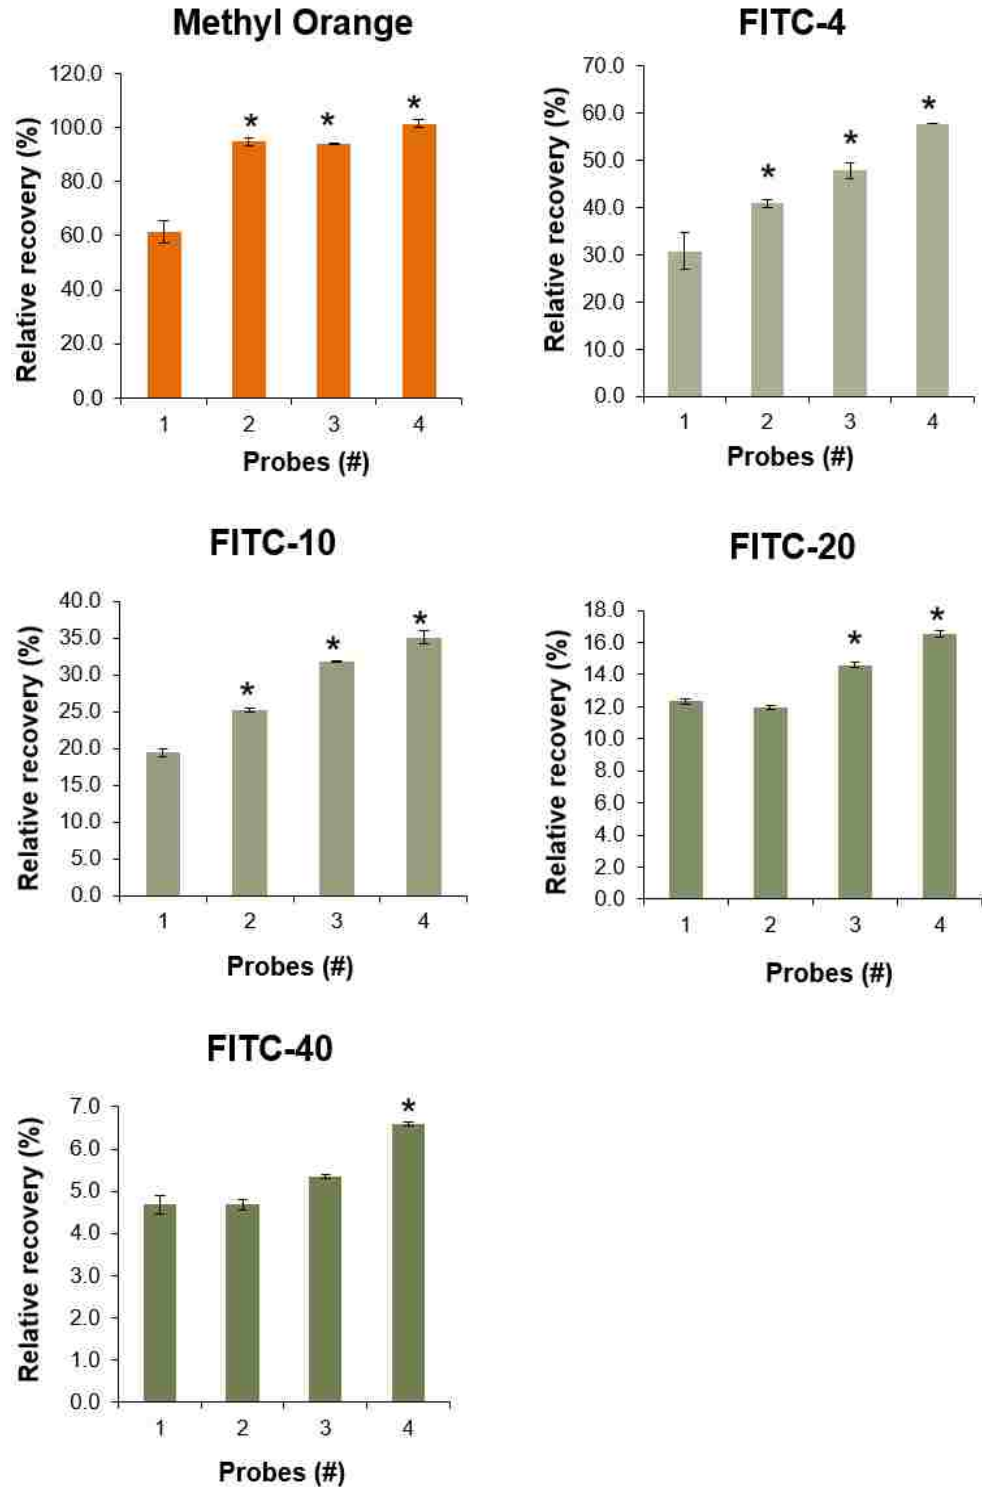 Methyl Orange
Relative recovery (%)
120.0
100.0
80.0
60.0
40.0
20.0
0.0
* * *
1 2 3 4
Probes (#)
FITC-4
Relative recovery (%)
70.0
60.0
50.0
40.0
30.0
20.0
10.0
0.0
* * *
1 2 3 4
Probes (#)
FITC-10
Relative recovery (%)
40.0
35.0
30.0
25.0
20.0
15.0
10.0
5.0
0.0
* * *
1 2 3 4
Probes (#)
FITC-20
Relative recovery (%)
18.0
16.0
14.0
12.0
10.0
8.0
6.0
4.0
2.0
0.0
* *
1 2 3 4
Probes (#)
FITC-40
Relative recovery (%)
7.0
6.0
5.0
4.0
3.0
2.0
1.0
0.0
*
1 2 3 4
Probes (#)